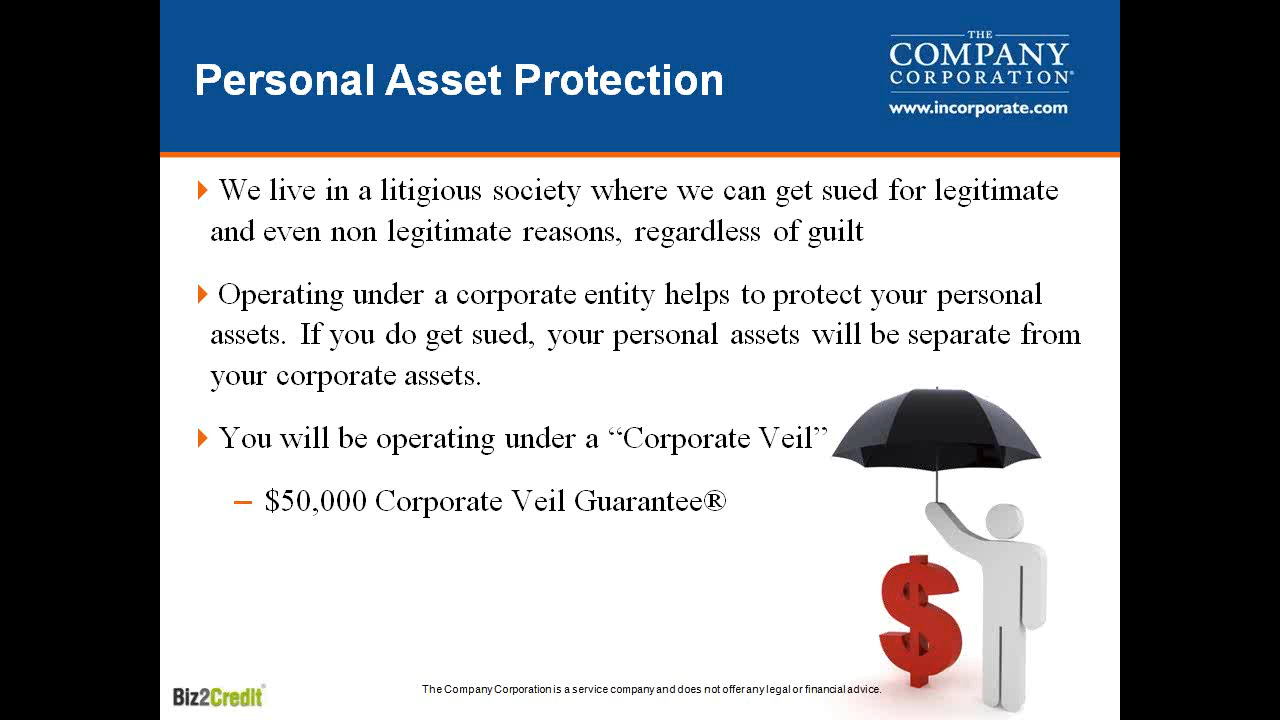 Personal Asset Protection
THE
COMPANY
CORPORATION®
www.incorporate.com
We live in a litigious society where we can get sued for legitimate
and even non legitimate reasons, regardless of guilt
Operating under a corporate entity helps to protect your personal
assets. If you do get sued, your personal assets will be separate from
your corporate assets.
You will be operating under a “Corporate Veil”
– $50,000 Corporate Veil Guarantee®
$
Biz2Credit®
The Company Corporation is a service company and does not offer any legal or financial advice.